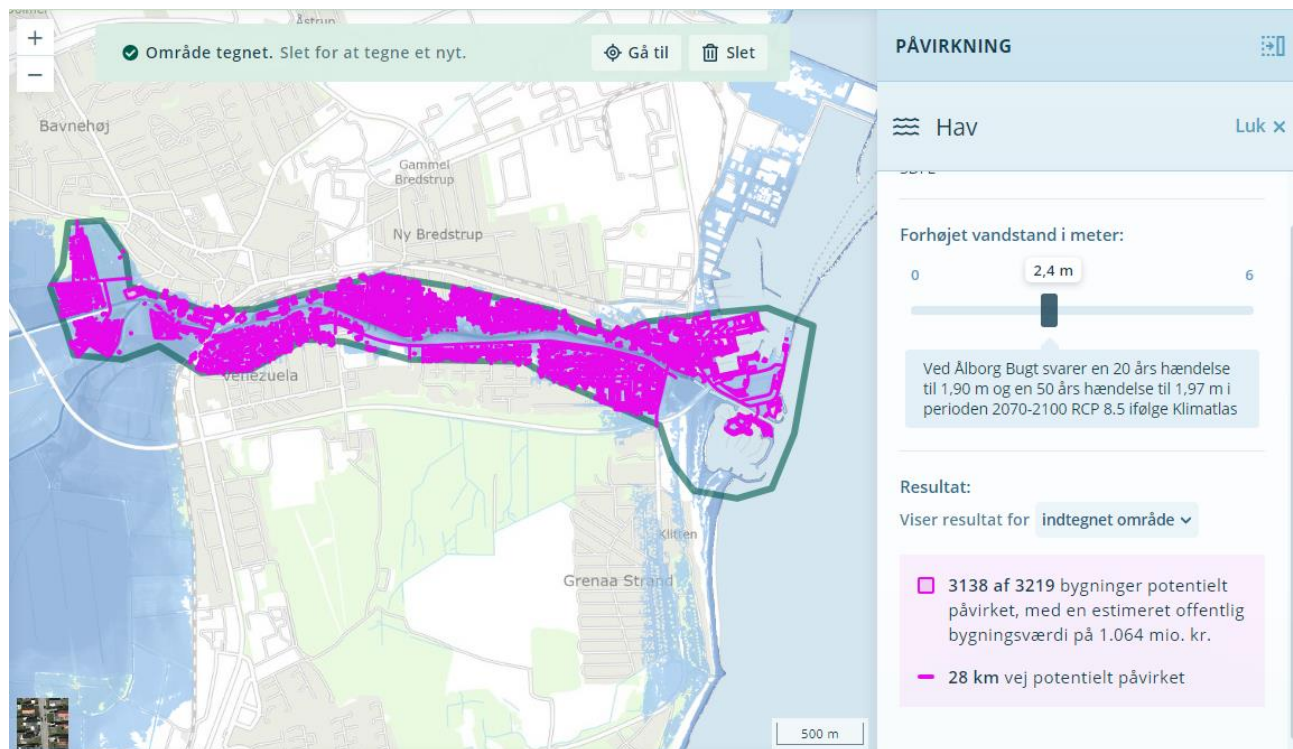 Åstrup
+
−
Område tegnet. Slet for at tegne et nyt.
Gå til
Slet
Bavnehøj
Gammel
Bredstrup
Ny Bredstrup
Venezuela
Klitten
Grenaa Strand
500 m
PÅVIRKNING
Hav
Luk ×
Forhøjet vandstand i meter:
0
2,4 m
6
Ved Ålborg Bugt svarer en 20 års hændelse
til 1,90 m og en 50 års hændelse til 1,97 m i
perioden 2070-2100 RCP 8.5 ifølge Klimatlas
Resultat:
Viser resultat for indtegnet område
3138 af 3219 bygninger potentielt
påvirket, med en estimeret offentlig
bygningsværdi på 1.064 mio. kr.
28 km vej potentielt påvirket